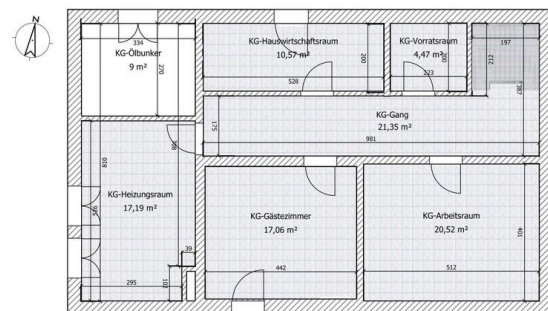 N
334
KG-Ölbunker
9 m²
270
KG-Hauswirtschaftsraum
10,57 m²
200
528
KG-Vorratsraum
4,47 m²
200
223
197
212
387
KG-Gang
21,35 m²
175
981
308
810
KG-Heizungsraum
17,19 m²
39
102
295
KG-Gästezimmer
17,06 m²
442
KG-Arbeitsraum
20,52 m²
401
512